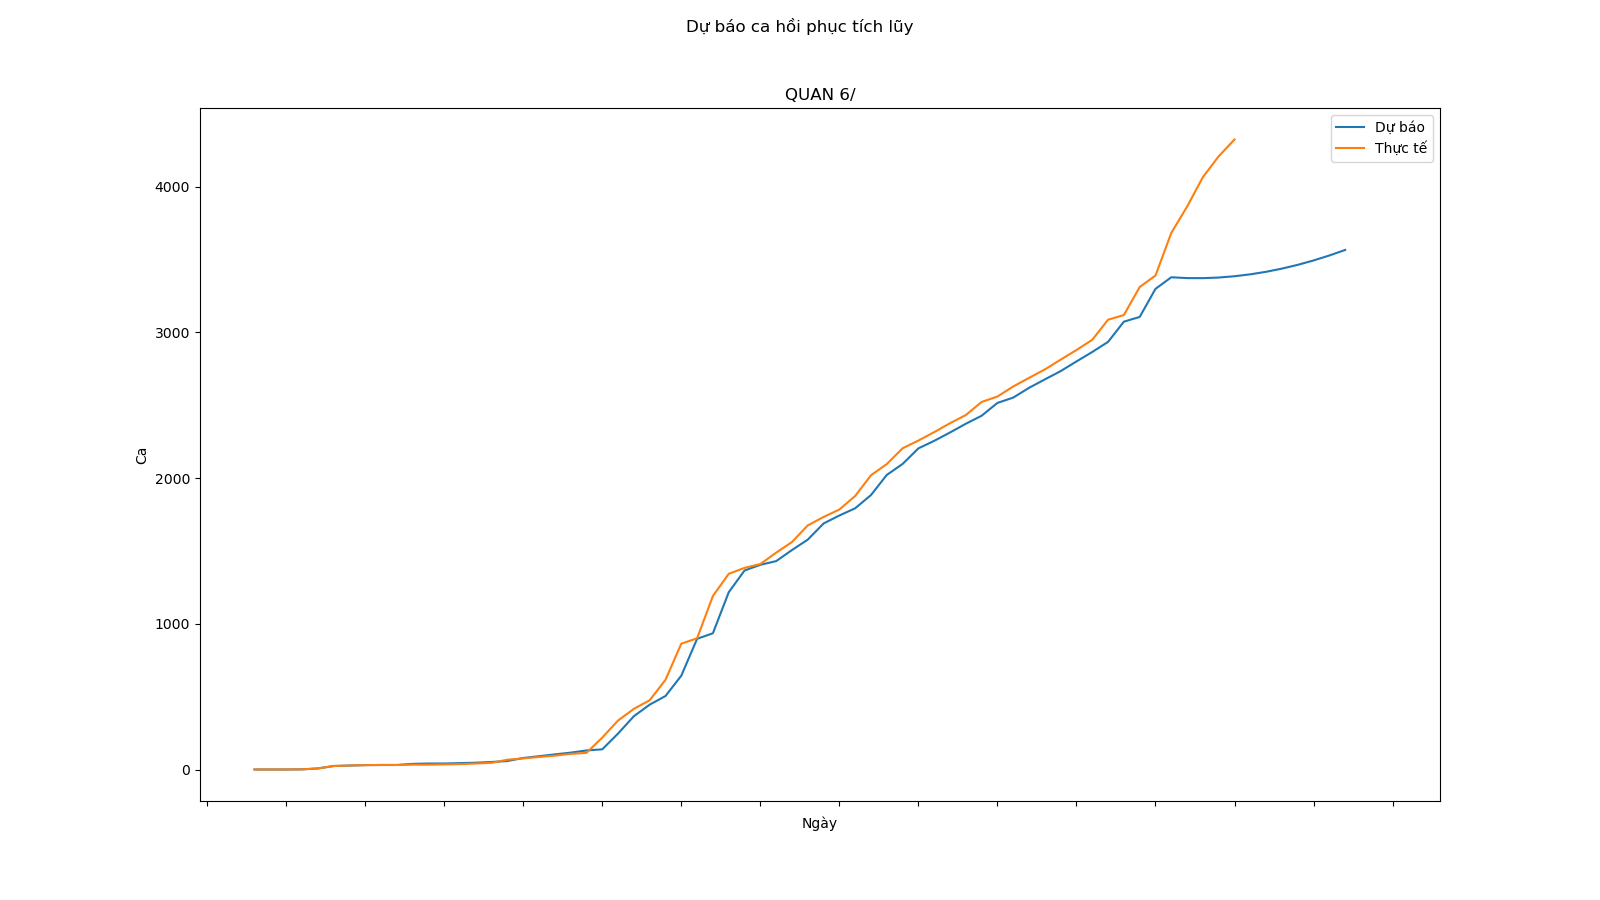 Dự báo ca hồi phục tích lũy
QUAN 6/
Dự báo
Thực tế
4000
3000
2000
1000
0
Ca
Ngày